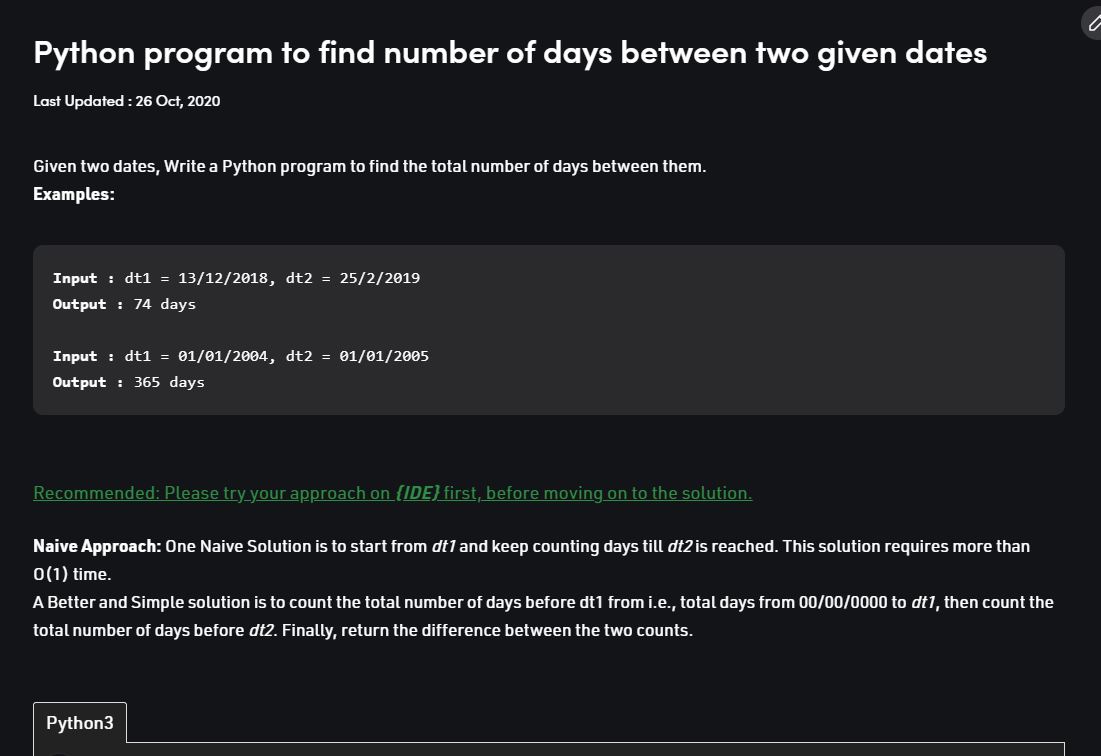 Python program to find number of days between two given dates
Last Updated : 26 Oct, 2020
Given two dates, Write a Python program to find the total number of days between them.
Examples:
Input : dt1 = 13/12/2018, dt2 = 25/2/2019
Output : 74 days
Input : dt1 = 01/01/2004, dt2 = 01/01/2005
Output : 365 days
Recommended: Please try your approach on {IDE} first, before moving on to the solution.
Naive Approach: One Naive Solution is to start from dt1 and keep counting days till dt2 is reached. This solution requires more than
O(1) time.
A Better and Simple solution is to count the total number of days before dt1 from i.e., total days from 00/00/0000 to dt1, then count the
total number of days before dt2. Finally, return the difference between the two counts.
Python3